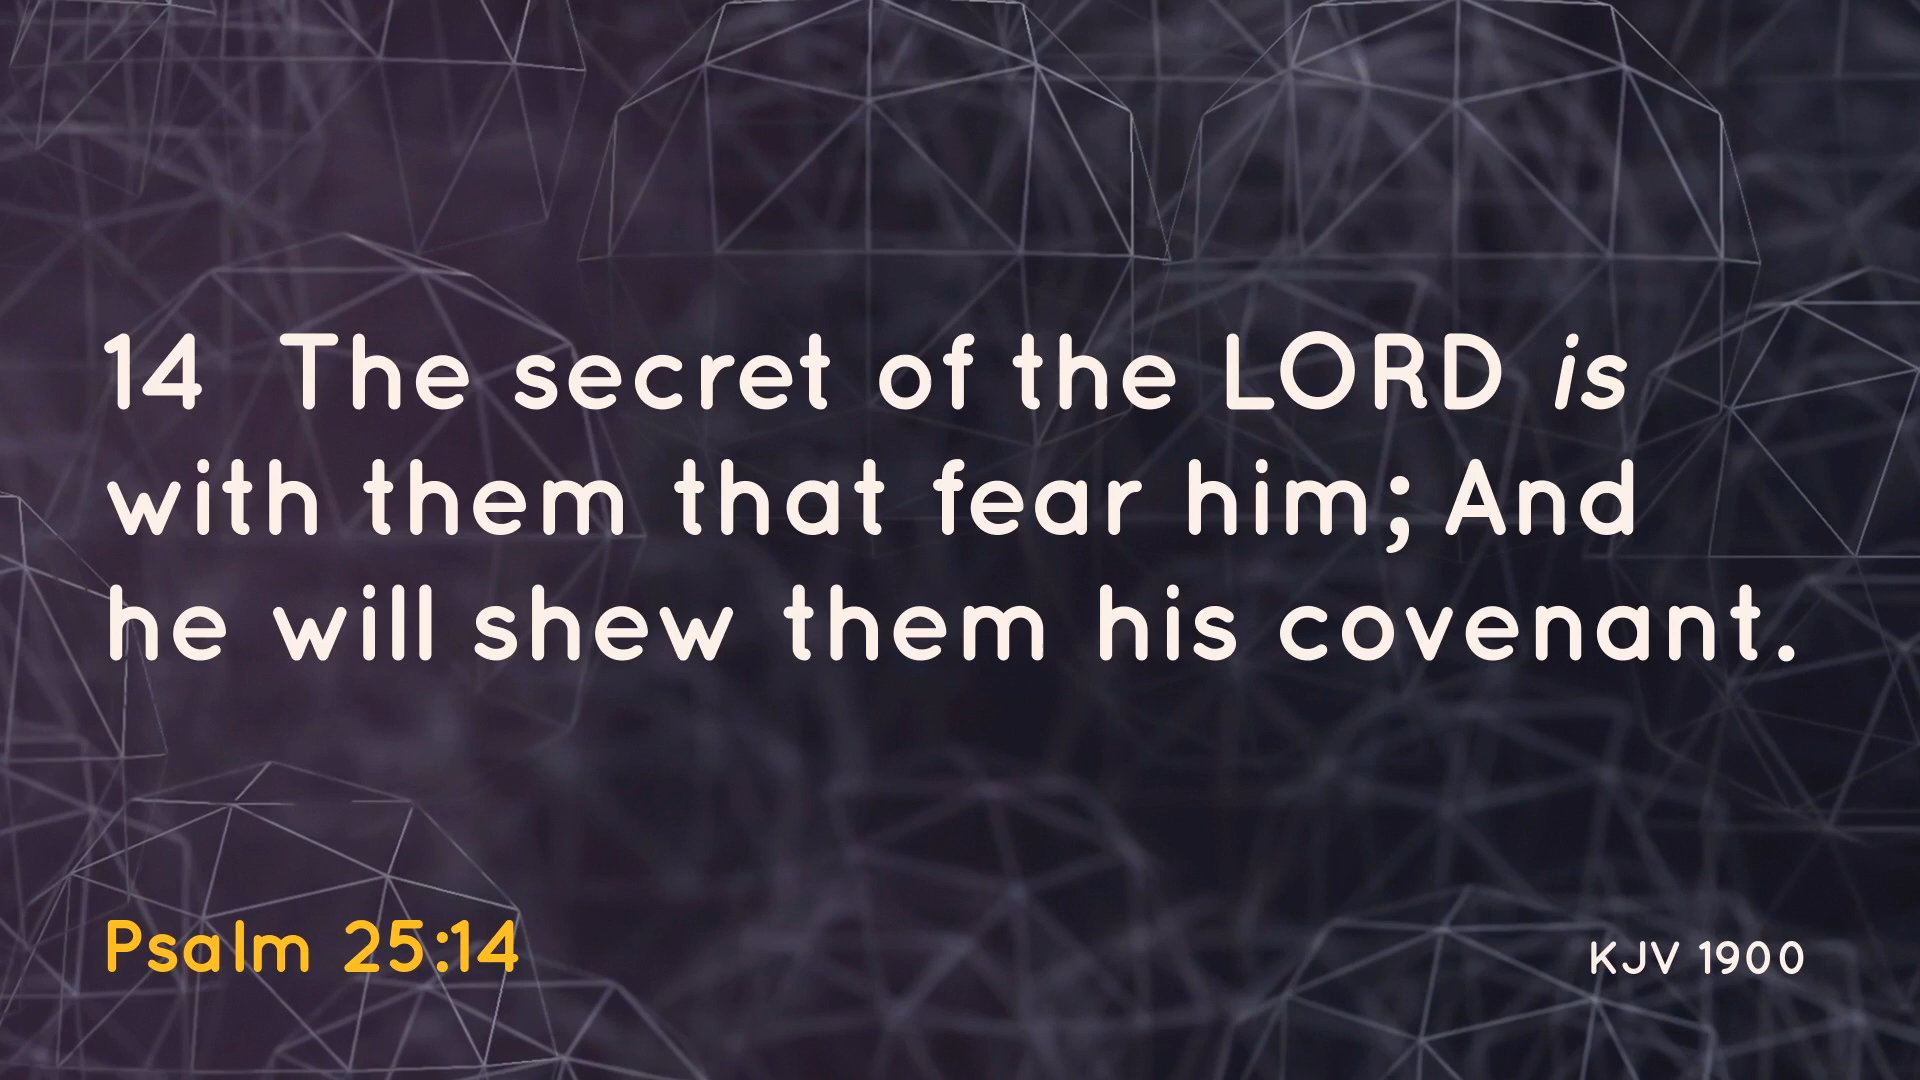 14 The secret of the LORD is
with them that fear him; And
he will shew them his covenant.
Psalm 25:14
KJV 1900